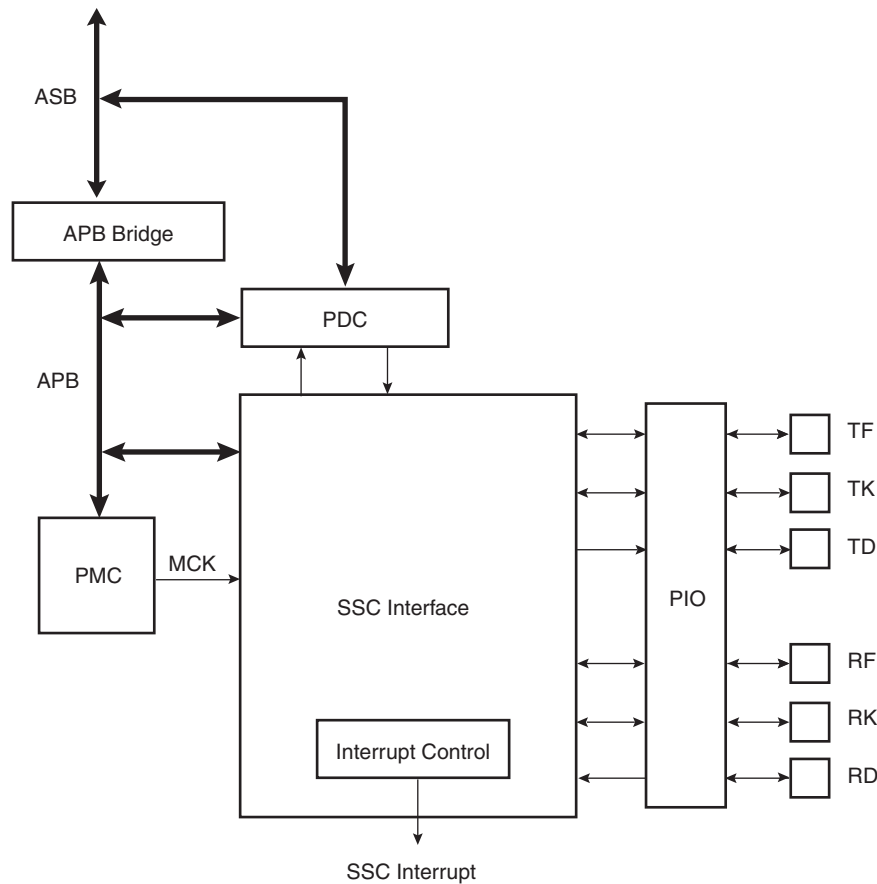 ASB
APB Bridge
PDC
APB
TF
TK
TD
MCK
PMC
PIO
SSC Interface
RF
RK
Interrupt Control
RD
SSC Interrupt